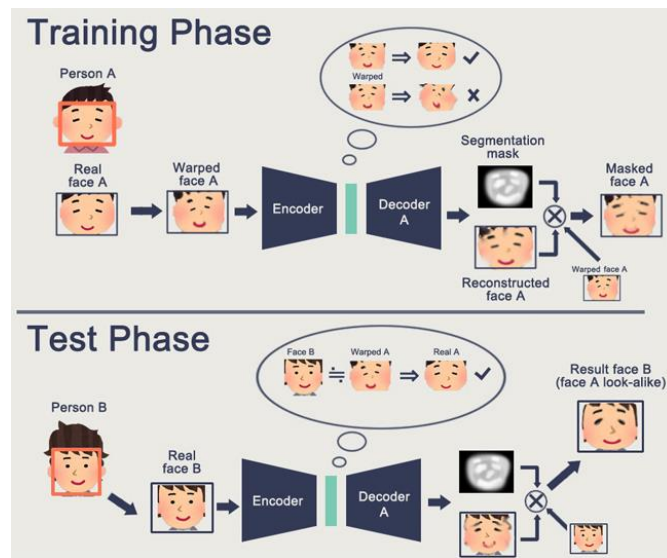 Training Phase
Person A
Warped
Real
face A
Warped
face A
Encoder
Decoder
A
Segmentation
mask
Reconstructed
face A
Masked
face A
Warped face A
Test Phase
Face B
Warped A
Real A
Person B
Real
face B
Encoder
Decoder
A
Result face B
(face A look-alike)